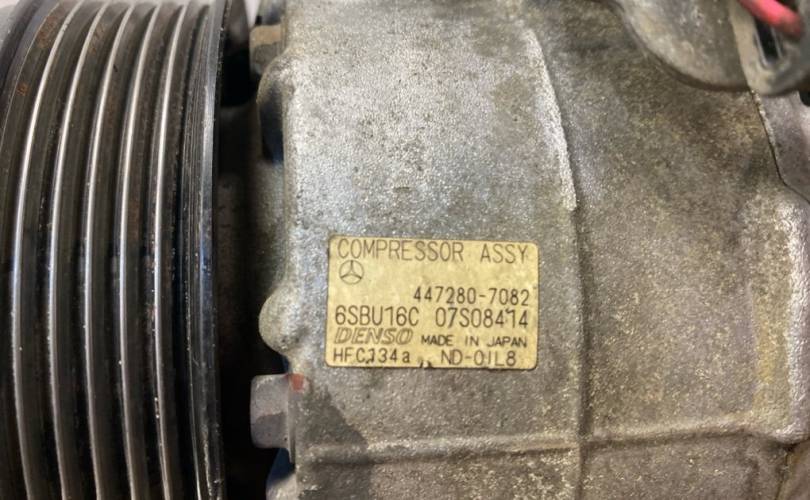 COMPRESSOR ASSY
447280-7082
6SBU16C 07S08414
DENSO MADE IN JAPAN
HFC134a ND-OIL8